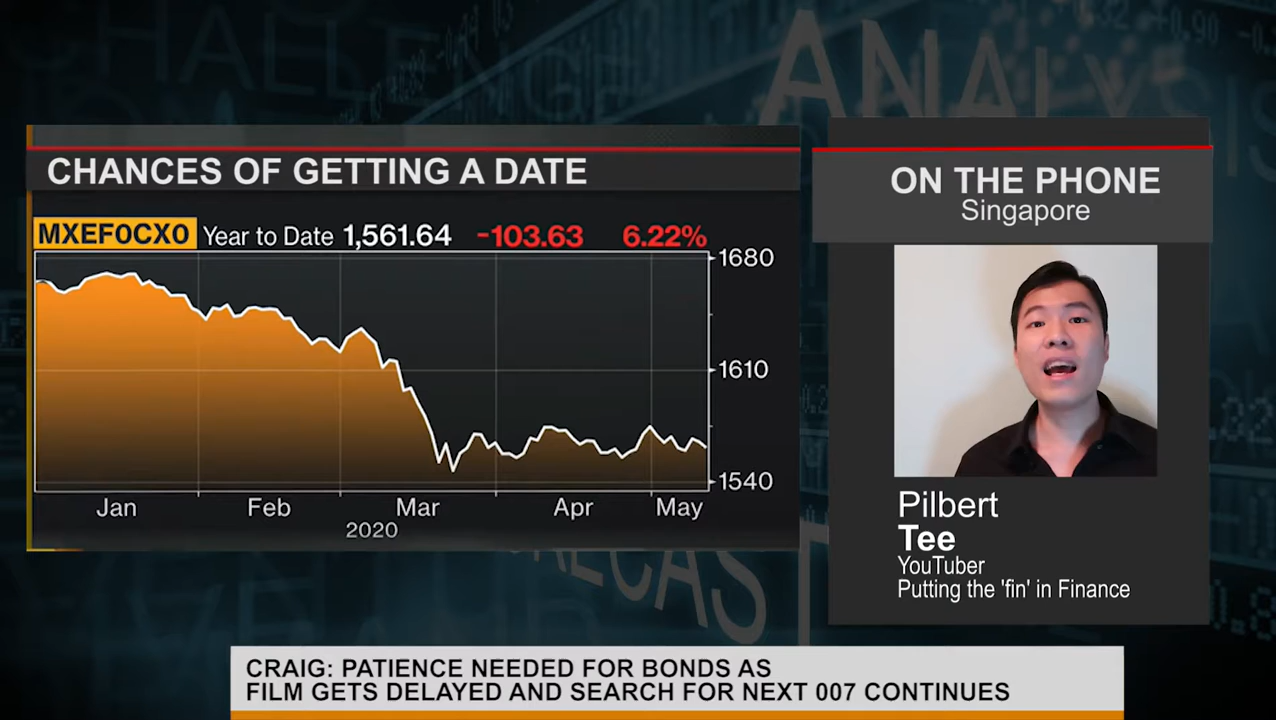 CHALLENGE
ANALYSIS
CHANCES OF GETTING A DATE
MXEF0CX0 Year to Date 1,561.64 -103.63 6.22%
1680
1610
1540
Jan Feb Mar Apr May
2020
ON THE PHONE
Singapore
Pilbert
Tee
YouTuber
Putting the 'fin' in Finance
CRAIG: PATIENCE NEEDED FOR BONDS AS
FILM GETS DELAYED AND SEARCH FOR NEXT 007 CONTINUES